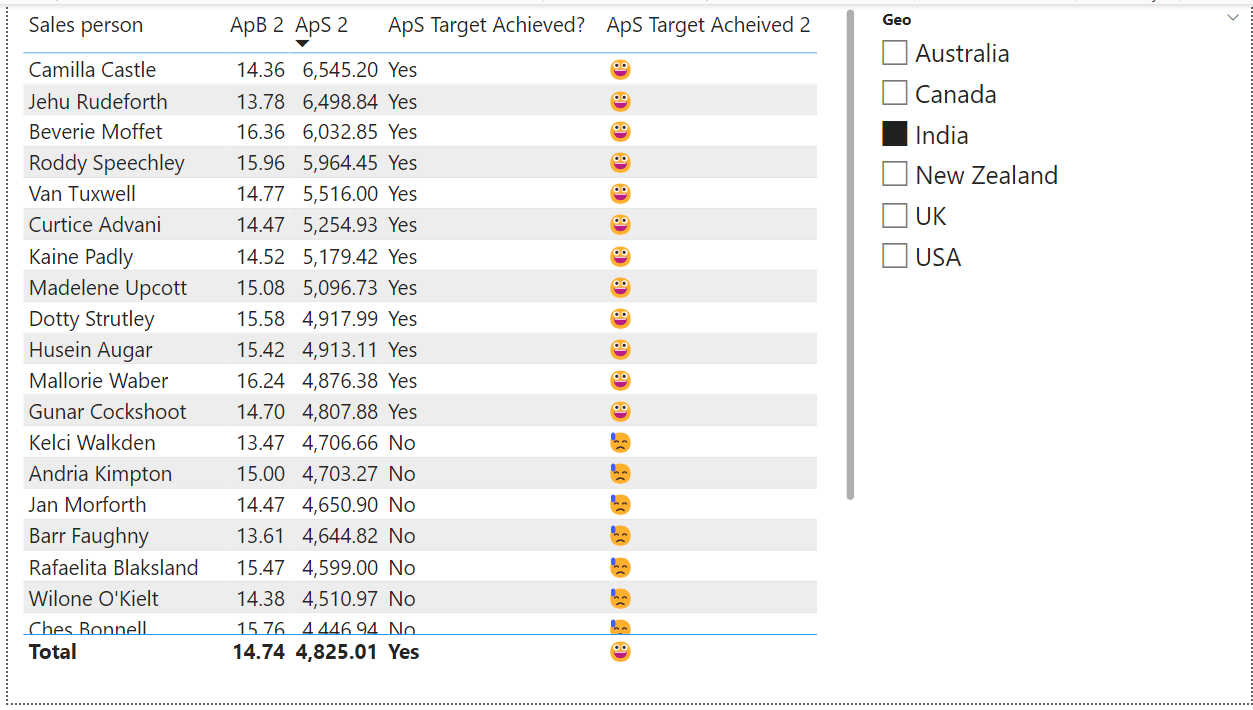 Sales person ApB 2 ApS 2 ApS Target Achieved? ApS Target Acheived 2
Camilla Castle 14.36 6,545.20 Yes 😀
Jehu Rudeforth 13.78 6,498.84 Yes 😀
Beverie Moffet 16.36 6,032.85 Yes 😀
Roddy Speechley 15.96 5,964.45 Yes 😀
Van Tuxwell 14.77 5,516.00 Yes 😀
Curtice Advani 14.47 5,254.93 Yes 😀
Kaine Padly 14.52 5,179.42 Yes 😀
Madelene Upcott 15.08 5,096.73 Yes 😀
Dotty Strutley 15.58 4,917.99 Yes 😀
Husein Augar 15.42 4,913.11 Yes 😀
Mallorie Waber 16.24 4,876.38 Yes 😀
Gunar Cockshoot 14.70 4,807.88 Yes 😀
Kelci Walkden 13.47 4,706.66 No 😓
Andria Kimpton 15.00 4,703.27 No 😓
Jan Morforth 14.47 4,650.90 No 😓
Barr Faughny 13.61 4,644.82 No 😓
Rafaelita Blaksland 15.47 4,599.00 No 😓
Wilone O'Kielt 14.38 4,510.97 No 😓
Ches Bonnell 15.76 4,446.94 No 😓
Total 14.74 4,825.01 Yes 😀
Geo
Australia
Canada
India
New Zealand
UK
USA